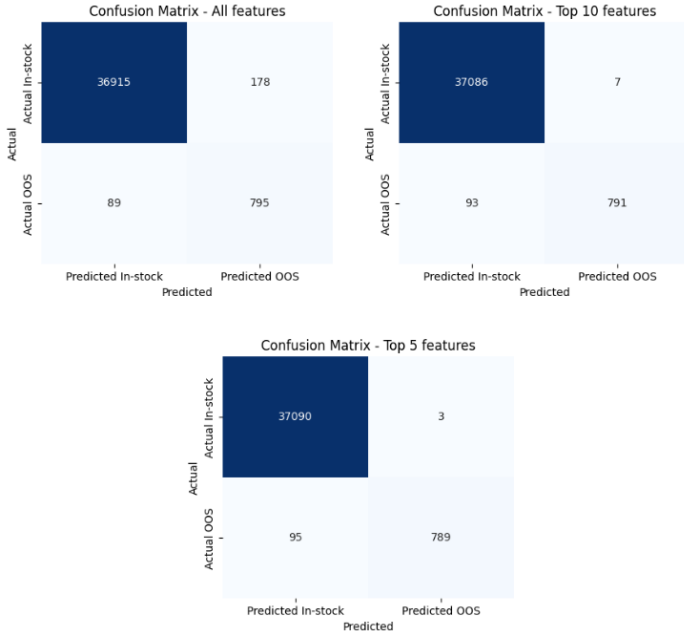 Confusion Matrix - All features
Actual
Actual In-stock
36915
178
Actual OOS
89
795
Predicted In-stock
Predicted OOS
Predicted
Confusion Matrix - Top 10 features
Actual
Actual In-stock
37086
7
Actual OOS
93
791
Predicted In-stock
Predicted OOS
Predicted
Confusion Matrix - Top 5 features
Actual
Actual In-stock
37090
3
Actual OOS
95
789
Predicted In-stock
Predicted OOS
Predicted